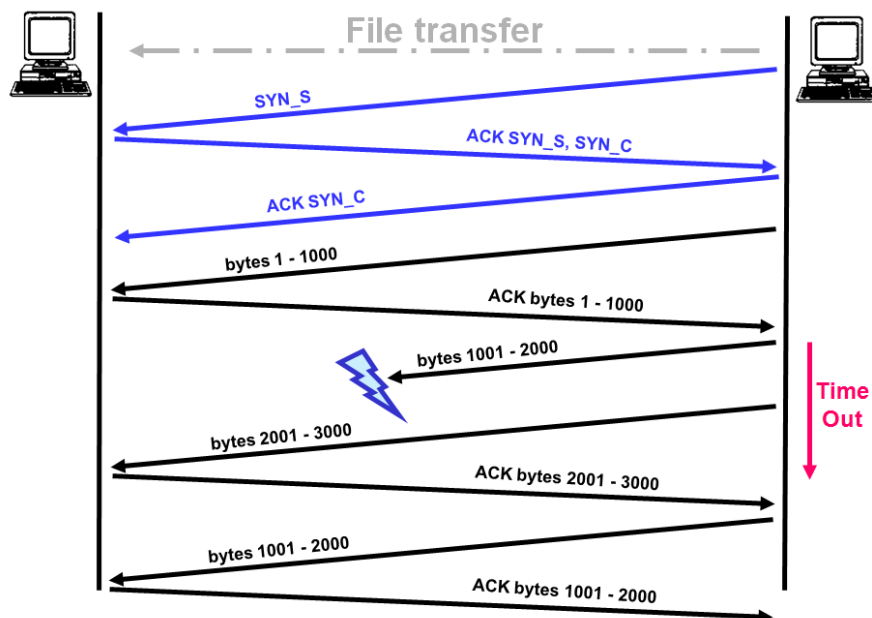 File transfer
SYN_S
ACK SYN_S, SYN_C
ACK SYN_C
bytes 1 - 1000
ACK bytes 1 - 1000
bytes 1001 - 2000
Time
Out
bytes 2001 - 3000
ACK bytes 2001 - 3000
bytes 1001 - 2000
ACK bytes 1001 - 2000